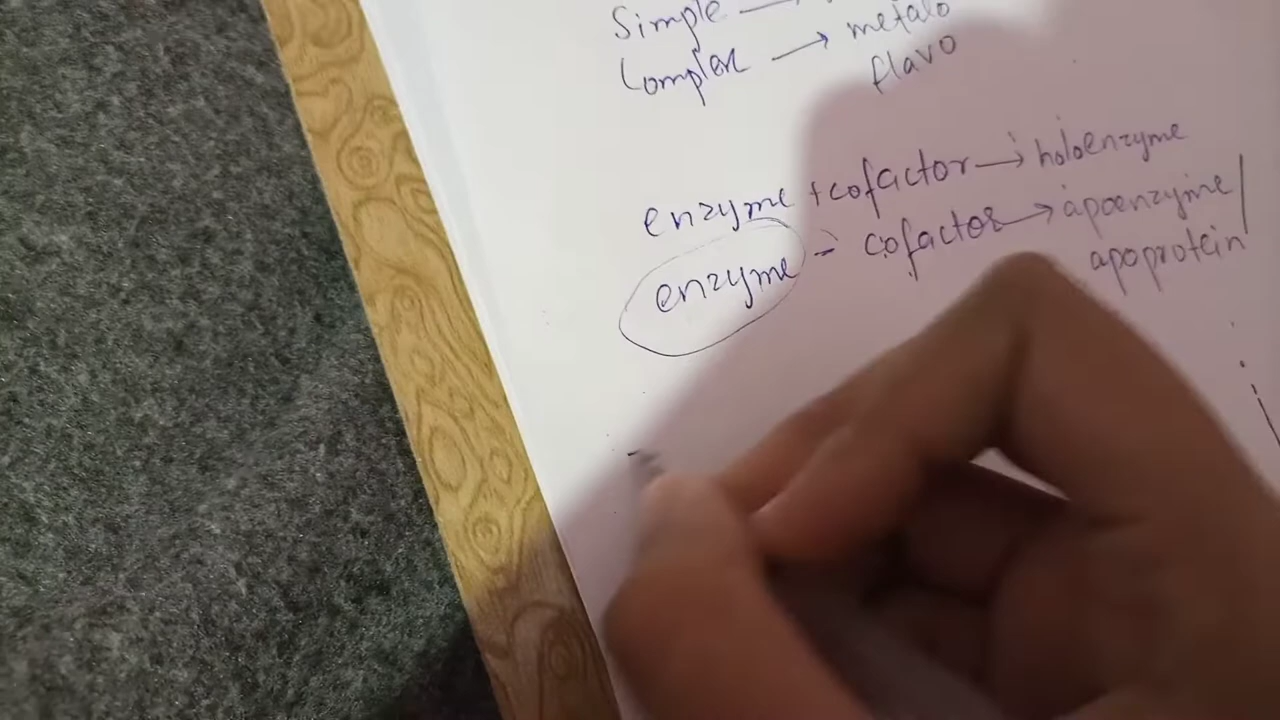 Simple →
Complex → metalo
flavo
enzyme + cofactor → holoenzyme
enzyme - cofactor → apoenzyme/
apoprotein